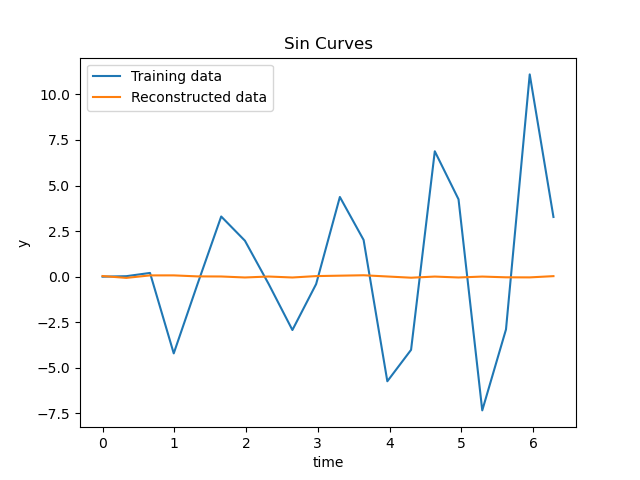 Sin Curves
Training data
Reconstructed data
10.0
7.5
5.0
2.5
0.0
−2.5
−5.0
−7.5
y
0 1 2 3 4 5 6
time